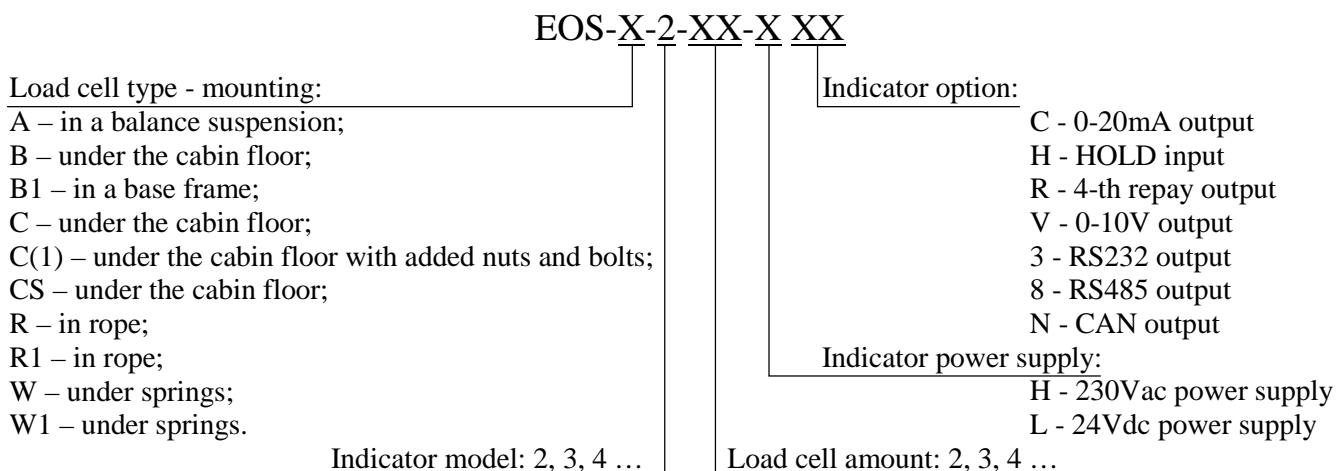 EOS-X-2-XX-X XX
Load cell type - mounting:
A – in a balance suspension;
B – under the cabin floor;
B1 – in a base frame;
C – under the cabin floor;
C(1) – under the cabin floor with added nuts and bolts;
CS – under the cabin floor;
R – in rope;
R1 – in rope;
W – under springs;
W1 – under springs.
Indicator option:
C - 0-20mA output
H - HOLD input
R - 4-th repay output
V - 0-10V output
3 - RS232 output
8 - RS485 output
N - CAN output
Indicator power supply:
H - 230Vac power supply
L - 24Vdc power supply
Indicator model: 2, 3, 4 …
Load cell amount: 2, 3, 4 …